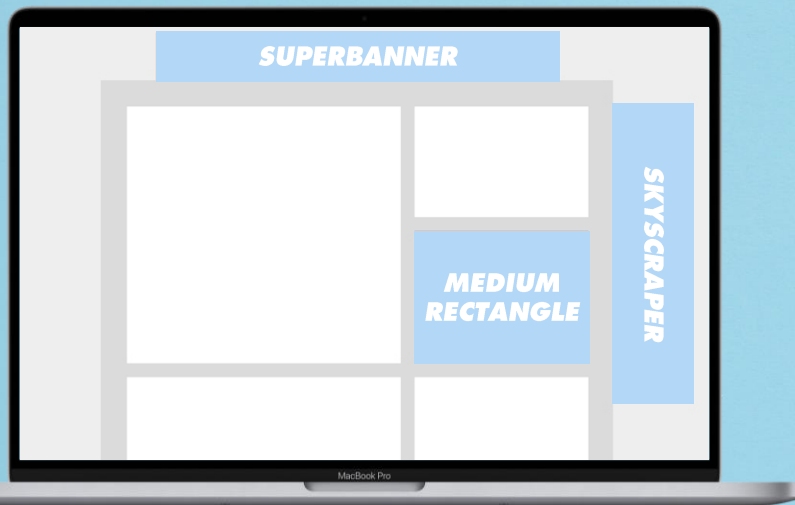 SUPERBANNER
SKYSCRAPER
MEDIUM
RECTANGLE
MacBook Pro